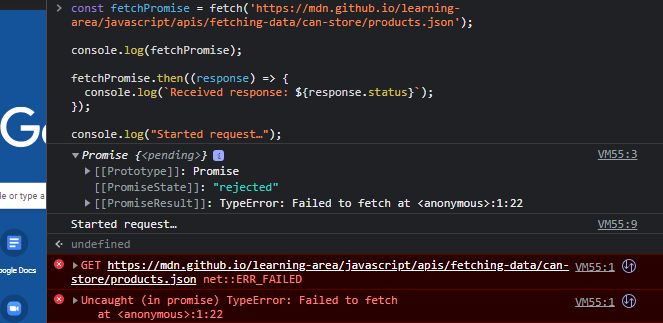 const fetchPromise = fetch('https://mdn.github.io/learning-
area/javascript/apis/fetching-data/can-store/products.json');
console.log(fetchPromise);
fetchPromise.then((response) => {
console.log(`Received response: ${response.status}`);
});
console.log("Started request…");
Promise {<pending>} VM55:3
[[Prototype]]: Promise
[[PromiseState]]: "rejected"
[[PromiseResult]]: TypeError: Failed to fetch at <anonymous>:1:22
Started request… VM55:9
undefined
GET https://mdn.github.io/learning-area/javascript/apis/fetching-data/can- VM55:1
store/products.json net::ERR_FAILED
Uncaught (in promise) TypeError: Failed to fetch VM55:1
at <anonymous>:1:22
Go
le or type a
oogle Docs